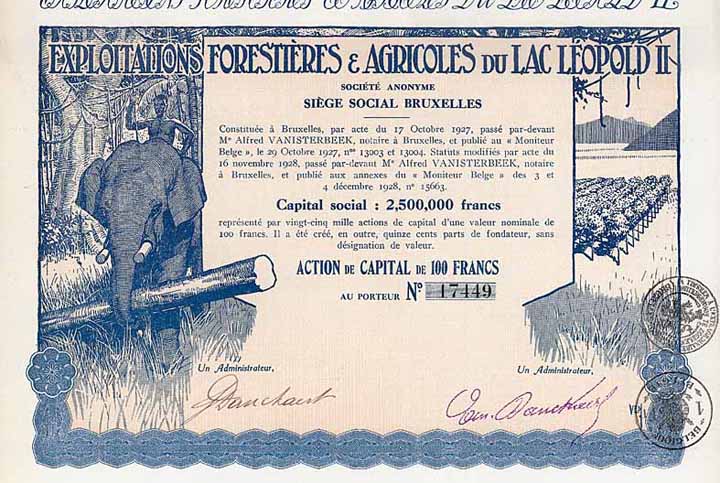 EXPLOITATIONS FORESTIÈRES & AGRICOLES DU LAC LÉOPOLD II
SOCIÉTÉ ANONYME
SIÈGE SOCIAL BRUXELLES
Constituée à Bruxelles, par acte du 17 Octobre 1927, passé par-devant
Mᵉ Alfred VANISTERBEEK, notaire à Bruxelles, et publié au « Moniteur
Belge », le 29 Octobre 1927, nᵒˢ 13003 et 13004. Statuts modifiés par acte du
16 novembre 1928, passé par-devant Mᵉ Alfred VANISTERBEEK, notaire
à Bruxelles, et publié aux annexes du « Moniteur Belge » des 3 et
4 décembre 1928, nº 15663.
Capital social : 2,500,000 francs
représenté par vingt-cinq mille actions de capital d'une valeur nominale de
100 francs. Il a été créé, en outre, quinze cents parts de fondateur, sans
désignation de valeur.
ACTION DE CAPITAL DE 100 FRANCS
AU PORTEUR Nº 17449
Un Administrateur, Un Administrateur,
1
BELGIQUE